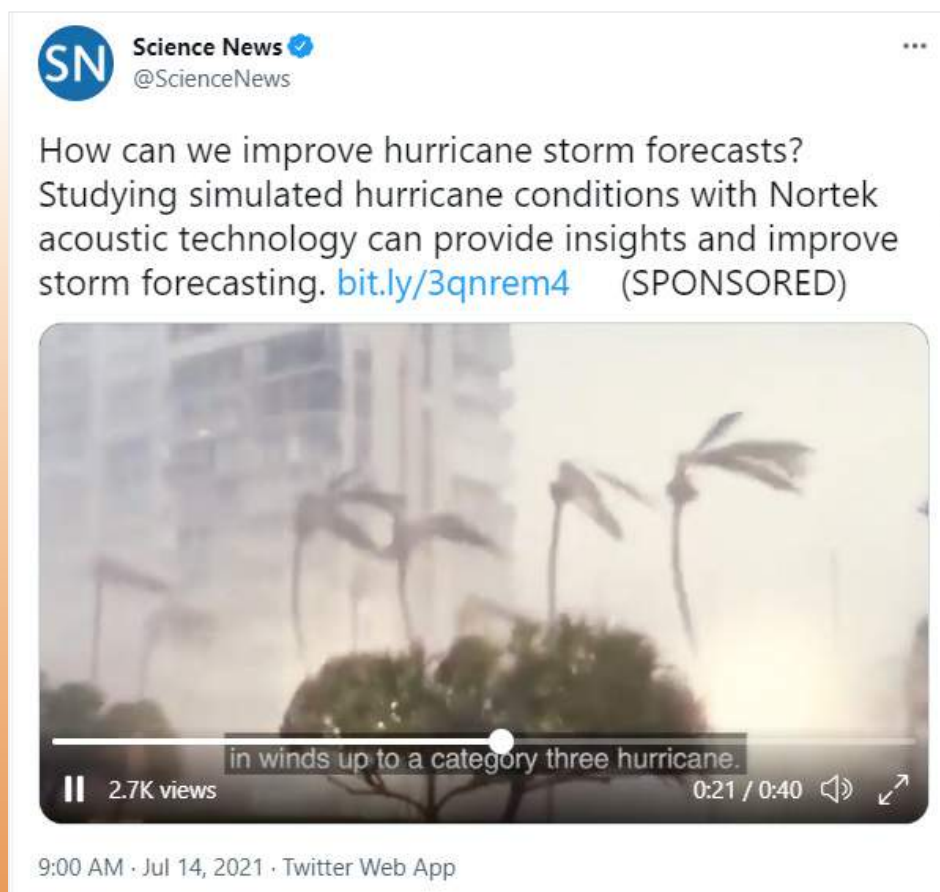 SN
Science News
@ScienceNews
How can we improve hurricane storm forecasts?
Studying simulated hurricane conditions with Nortek
acoustic technology can provide insights and improve
storm forecasting. bit.ly/3qnrem4 (SPONSORED)
in winds up to a category three hurricane.
2.7K views
0:21 / 0:40
9:00 AM · Jul 14, 2021 · Twitter Web App